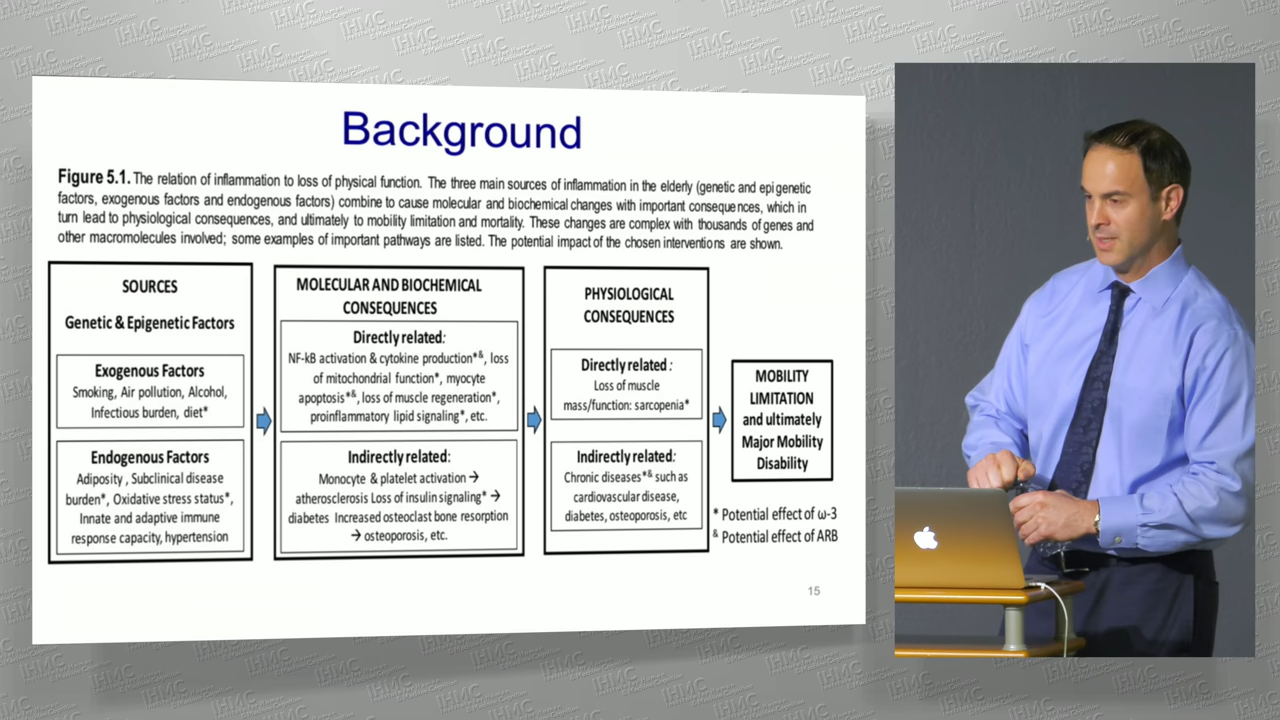 Background
Figure 5.1. The relation of inflammation to loss of physical function. The three main sources of inflammation in the elderly (genetic and epigenetic
factors, exogenous factors and endogenous factors) combine to cause molecular and biochemical changes with important consequences, which in
turn lead to physiological consequences, and ultimately to mobility limitation and mortality. These changes are complex with thousands of genes and
other macromolecules involved; some examples of important pathways are listed. The potential impact of the chosen interventions are shown.
SOURCES
Genetic & Epigenetic Factors
Exogenous Factors
Smoking, Air pollution, Alcohol,
Infectious burden, diet*
Endogenous Factors
Adiposity , Subclinical disease
burden*, Oxidative stress status*,
Innate and adaptive immune
response capacity, hypertension
MOLECULAR AND BIOCHEMICAL
CONSEQUENCES
Directly related:
NF-kB activation & cytokine production*&, loss
of mitochondrial function*, myocyte
apoptosis*&, loss of muscle regeneration*,
proinflammatory lipid signaling*, etc.
Indirectly related:
Monocyte & platelet activation →
atherosclerosis Loss of insulin signaling* →
diabetes Increased osteoclast bone resorption
→ osteoporosis, etc.
PHYSIOLOGICAL
CONSEQUENCES
Directly related :
Loss of muscle
mass/function: sarcopenia*
Indirectly related:
Chronic diseases*& such as
cardiovascular disease,
diabetes, osteoporosis, etc
MOBILITY
LIMITATION
and ultimately
Major Mobility
Disability
* Potential effect of ω-3
& Potential effect of ARB
15
IHMC